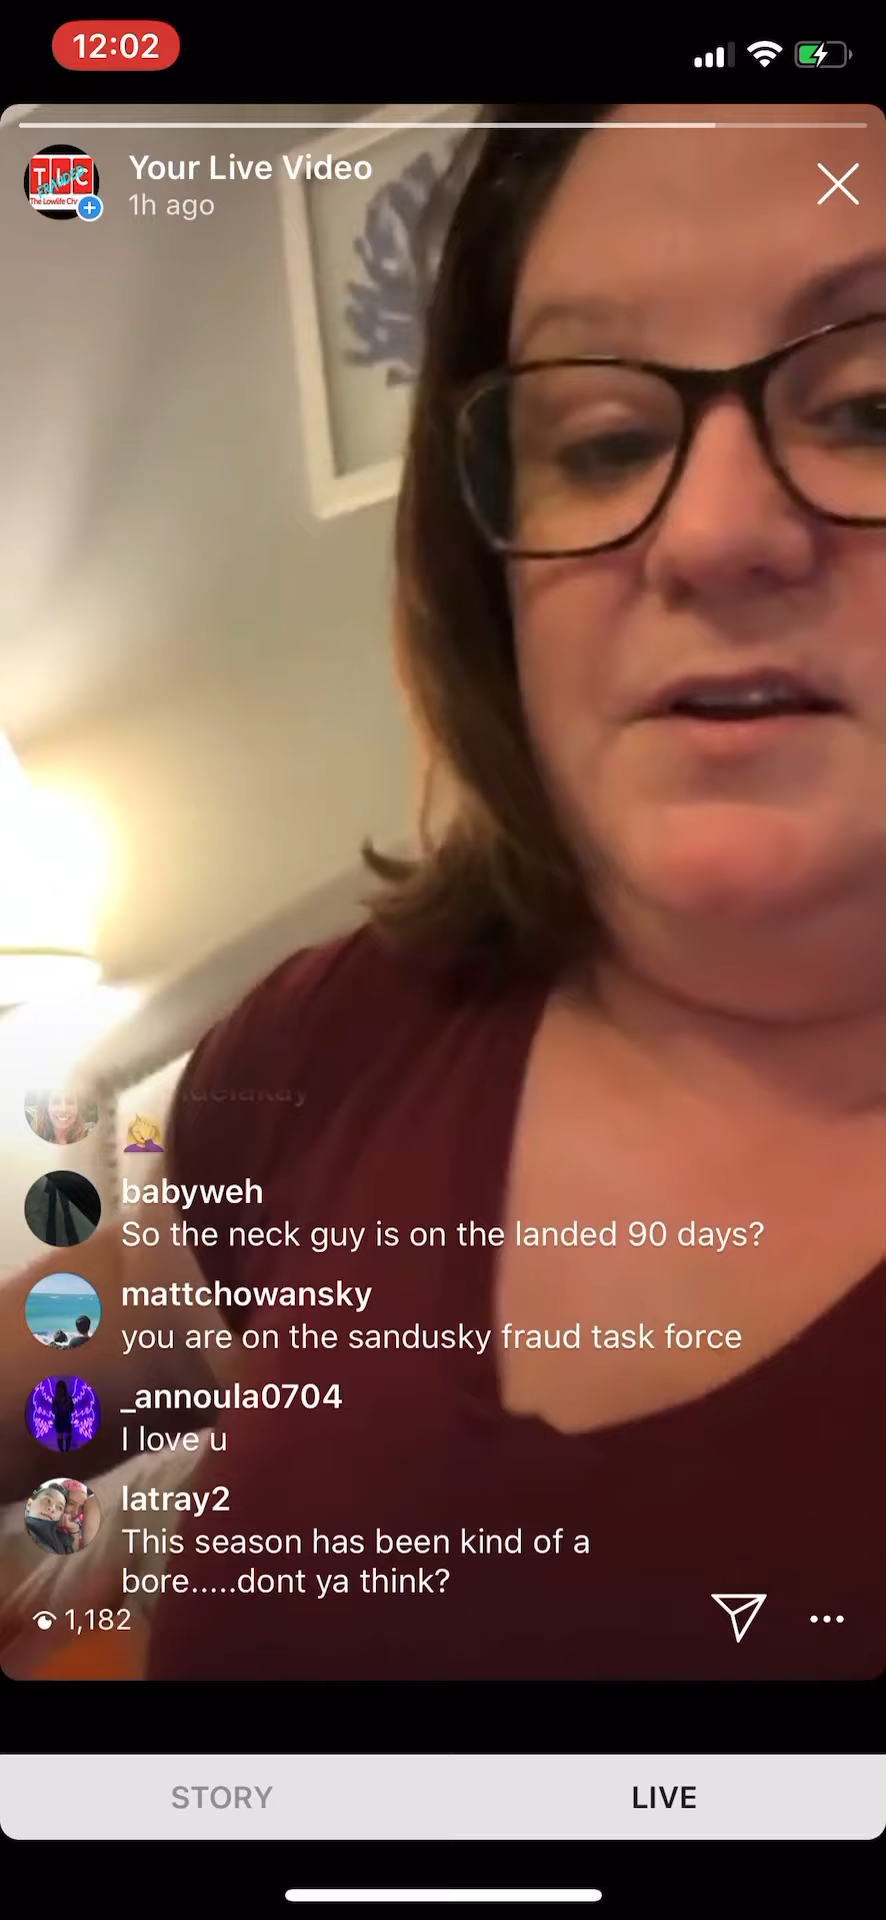 12:02
Your Live Video
1h ago
TLC
FRAUDED
babyweh
So the neck guy is on the landed 90 days?
mattchowansky
you are on the sandusky fraud task force
_annoula0704
I love u
latray2
This season has been kind of a
bore.....dont ya think?
1,182
STORY
LIVE